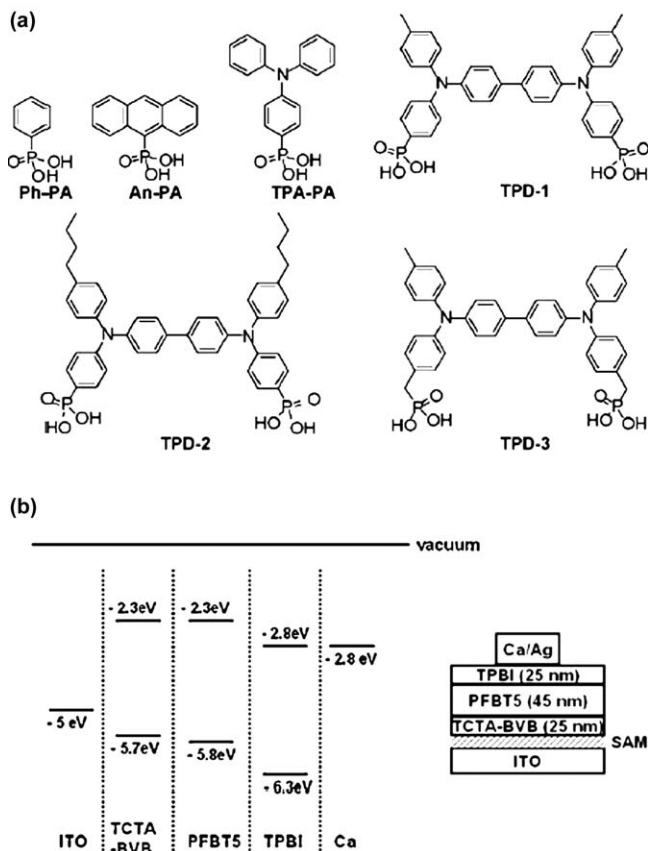 (a)
N
N
N
O
P
OH
OH
Ph-PA
O
P
OH
OH
An-PA
O
P
OH
OH
TPA-PA
P
O
HO
OH
P
O
HO
OH
TPD-1
N
N
O
P
HO
OH
P
O
HO
OH
TPD-2
N
N
P
O
HO
OH
P
O
HO
OH
TPD-3
(b)
vacuum
- 2.3eV
- 2.3eV
- 2.8eV
- 2.8 eV
- 5 eV
- 5.7eV
- 5.8eV
- 6.3eV
ITO
TCTA
-BVB
PFBT5
TPBI
Ca
Ca/Ag
TPBI (25 nm)
PFBT5 (45 nm)
TCTA-BVB (25 nm)
SAM
ITO